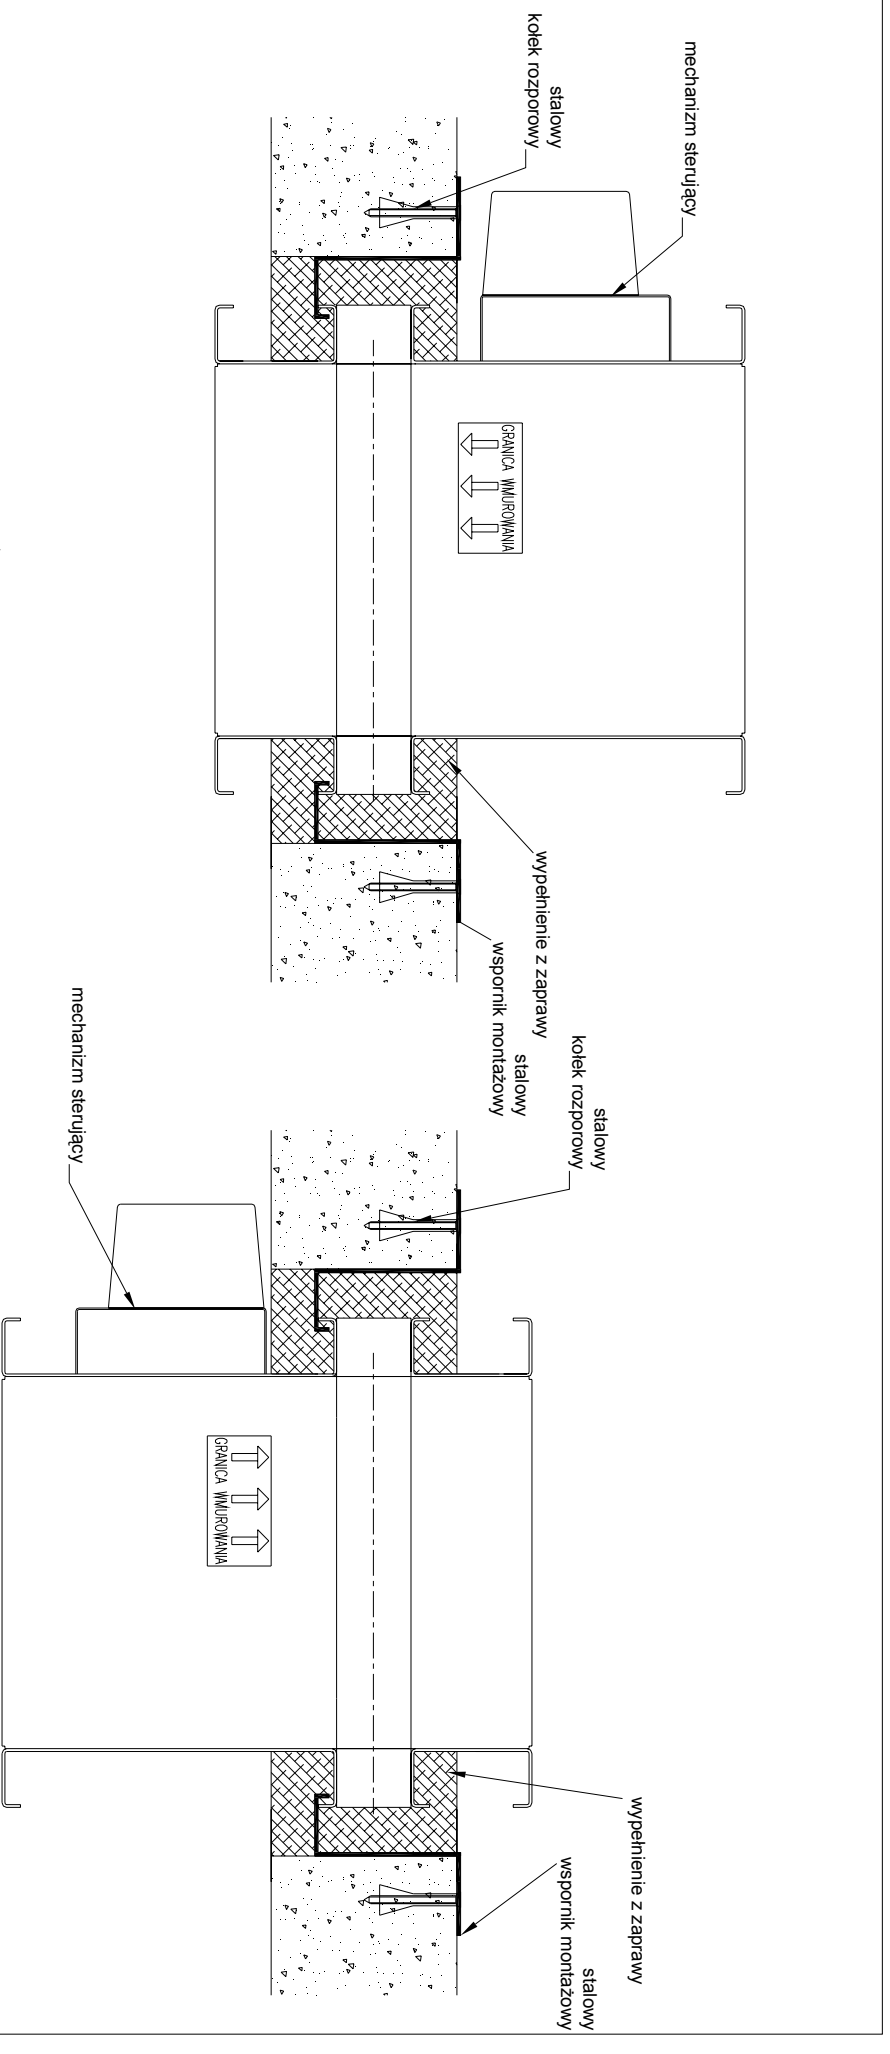 mechanizm sterujący
stalowy
kołek rozporowy
GRANICA WMUROWANIA
wypełnienie z zaprawy
stalowy
wspornik montażowy
stalowy
kołek rozporowy
mechanizm sterujący
GRANICA WMUROWANIA
wypełnienie z zaprawy
stalowy
wspornik montażowy